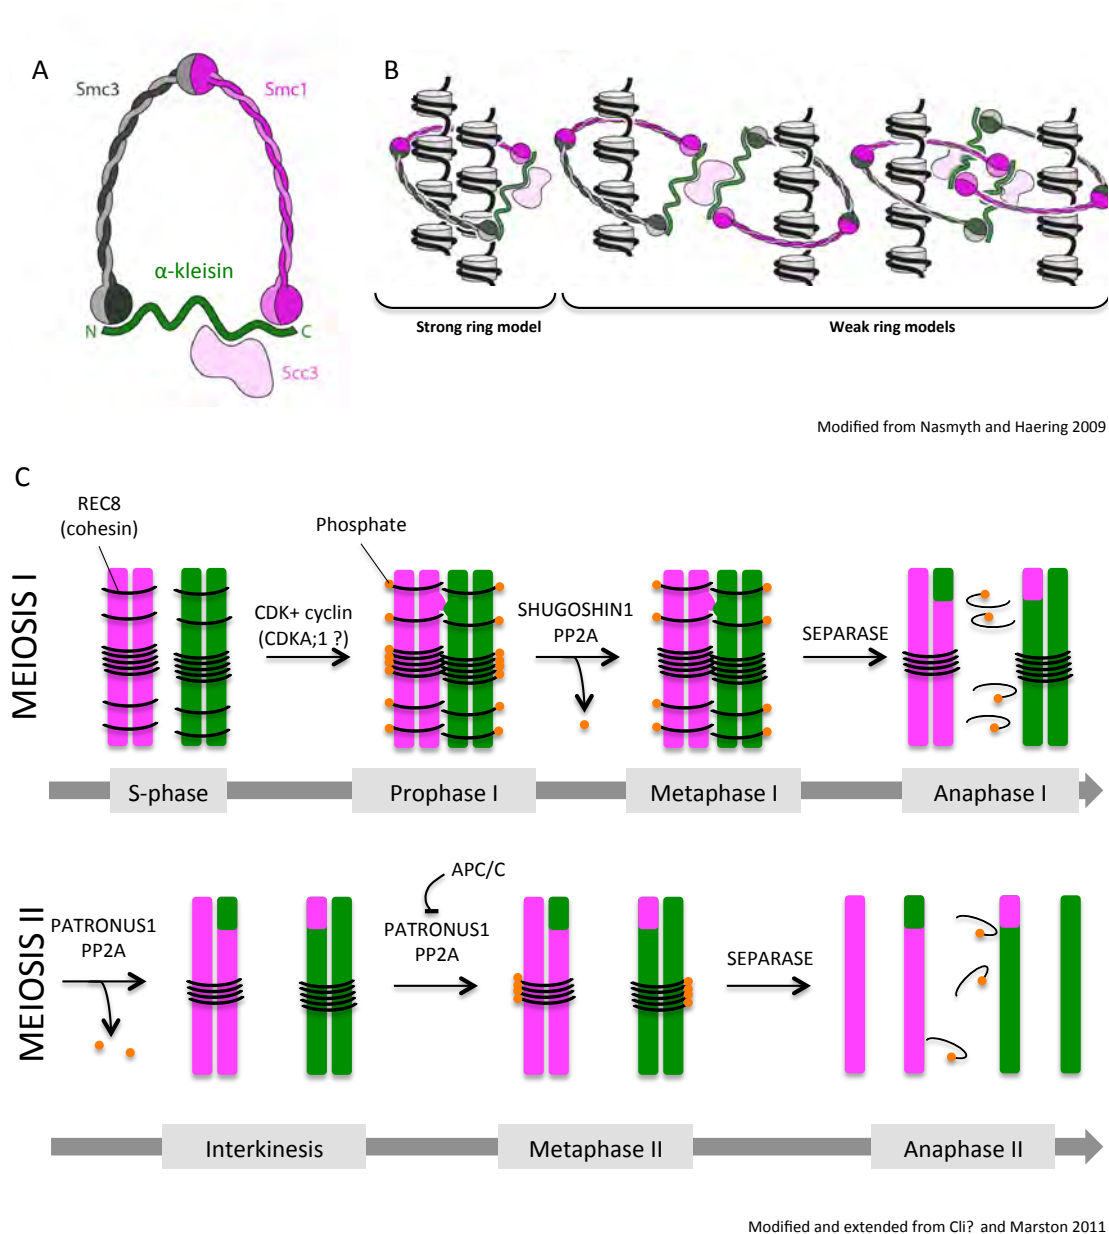 A
Smc3
Smc1
α-kleisin
N
C
Scc3
B
Strong ring model
Weak ring models
Modified from Nasmyth and Haering 2009
C
MEIOSIS I
REC8
(cohesin)
CDK+ cyclin
(CDKA;1 ?)
Phosphate
SHUGOSHIN1
PP2A
SEPARASE
S-phase
Prophase I
Metaphase I
Anaphase I
MEIOSIS II
PATRONUS1
PP2A
APC/C
PATRONUS1
PP2A
SEPARASE
Interkinesis
Metaphase II
Anaphase II
Modified and extended from Cli? and Marston 2011